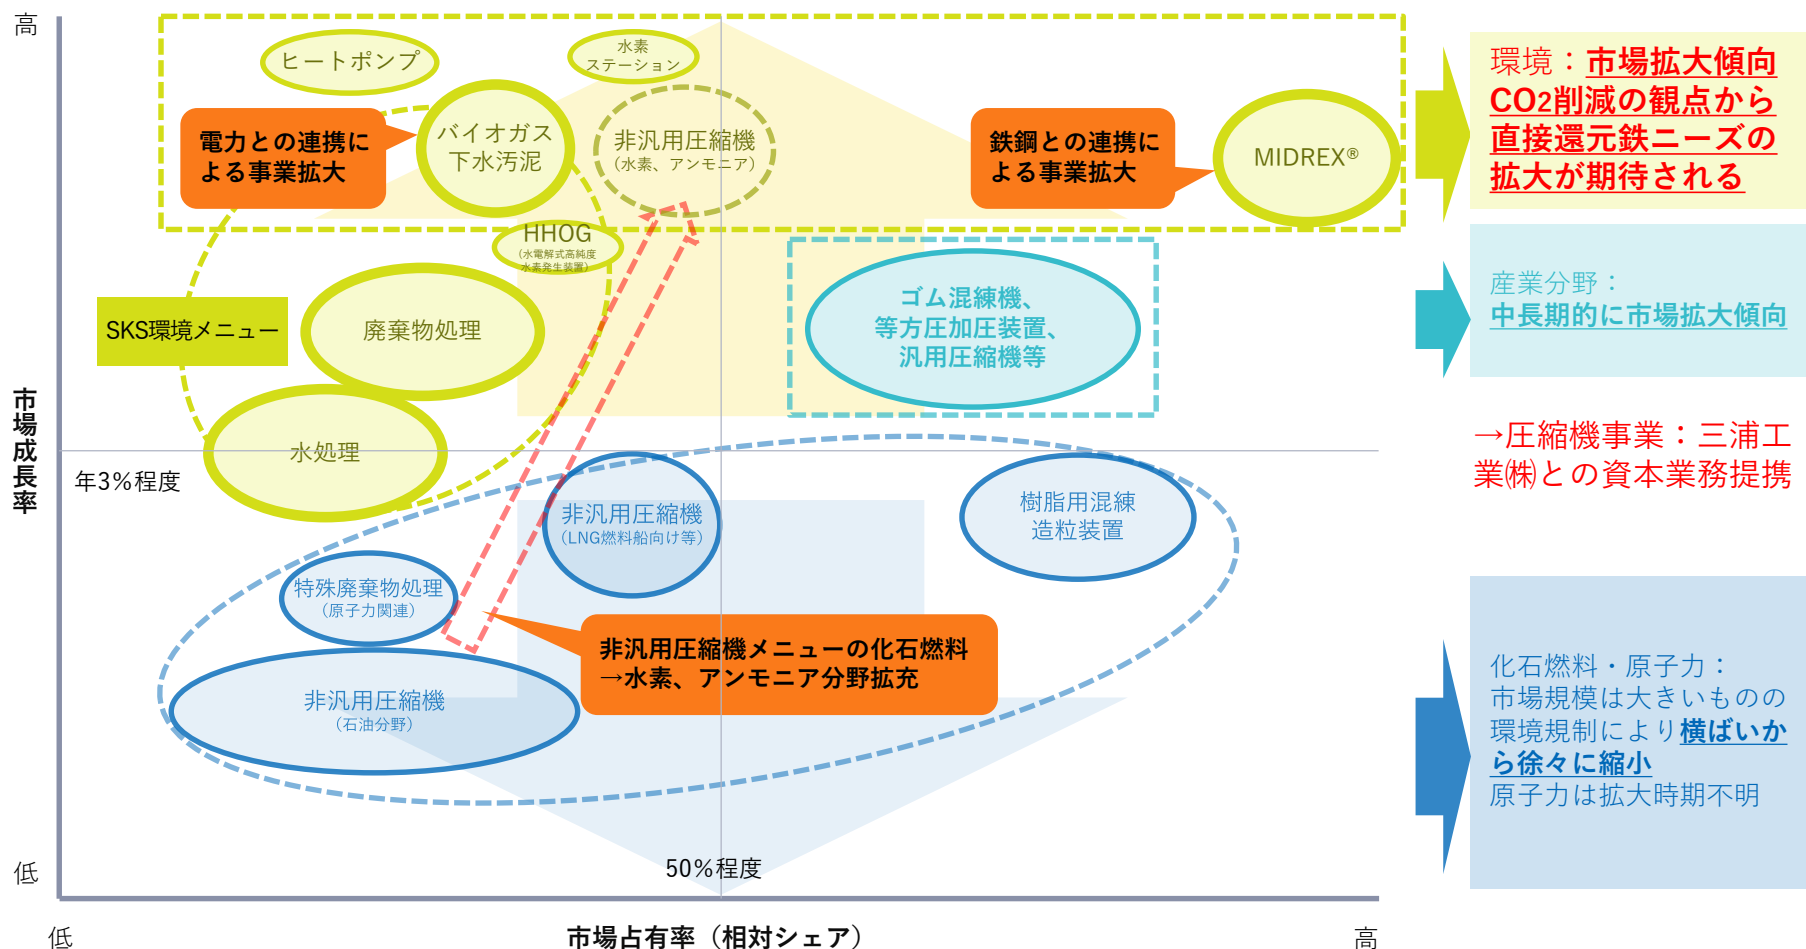 高
ヒートポンプ
水素
ステーション
電力との連携に
よる事業拡大
バイオガス
下水汚泥
非汎用圧縮機
（水素、アンモニア）
鉄鋼との連携に
よる事業拡大
MIDREX®
HHOG
（水電解式高純度
水素発生装置）
SKS環境メニュー
廃棄物処理
ゴム混練機、
等方圧加圧装置、
汎用圧縮機等
水処理
市場成長率
年3%程度
非汎用圧縮機
（LNG燃料船向け等）
樹脂用混練
造粒装置
特殊廃棄物処理
（原子力関連）
非汎用圧縮機メニューの化石燃料
→水素、アンモニア分野拡充
非汎用圧縮機
（石油分野）
50%程度
低
低
市場占有率（相対シェア）
高
環境：市場拡大傾向
CO2削減の観点から
直接還元鉄ニーズの
拡大が期待される
産業分野：
中長期的に市場拡大傾向
→圧縮機事業：三浦工
業㈱との資本業務提携
化石燃料・原子力：
市場規模は大きいものの
環境規制により横ばいか
ら徐々に縮小
原子力は拡大時期不明